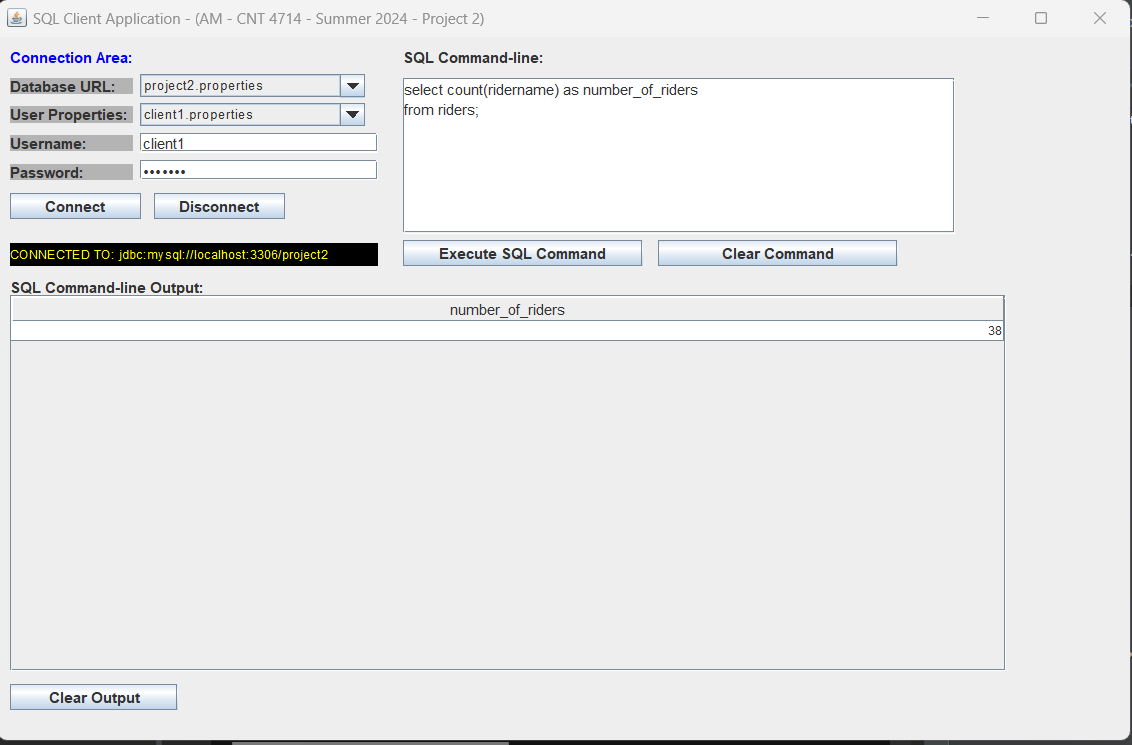 SQL Client Application - (AM - CNT 4714 - Summer 2024 - Project 2)
Connection Area:
Database URL: project2.properties
User Properties: client1.properties
Username: client1
Password: •••••••
Connect Disconnect
CONNECTED TO: jdbc:mysql://localhost:3306/project2
SQL Command-line:
select count(ridername) as number_of_riders
from riders;
Execute SQL Command Clear Command
SQL Command-line Output:
number_of_riders
38
Clear Output